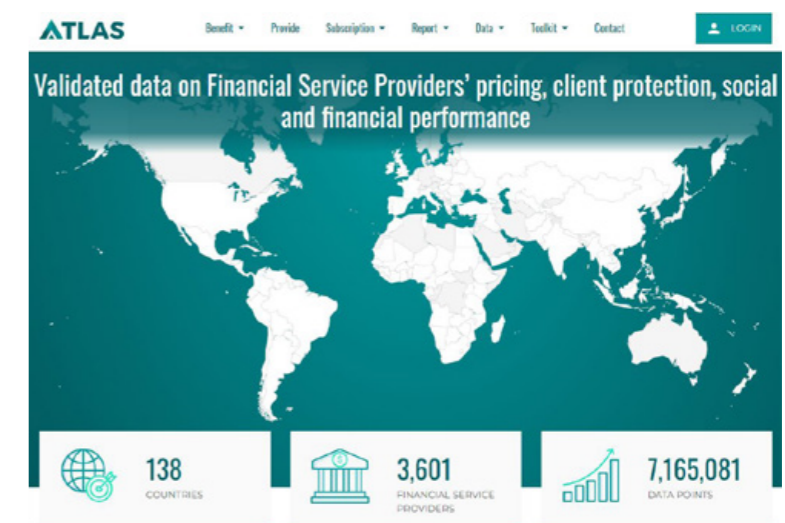 ATLAS
Benefit Provide Subscription Report Data Toolkit Contact LOGIN
Validated data on Financial Service Providers' pricing, client protection, social
and financial performance
138
COUNTRIES
3,601
FINANCIAL SERVICE
PROVIDERS
7,165,081
DATA POINTS